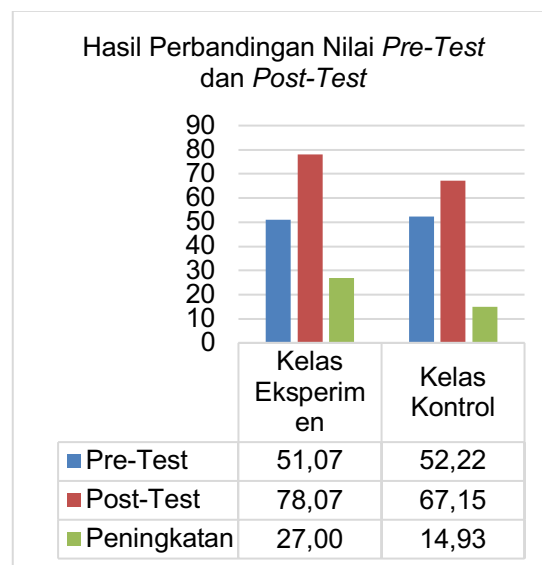 Hasil Perbandingan Nilai Pre-Test
dan Post-Test
90
80
70
60
50
40
30
20
10
0
Kelas
Eksperim
en
Kelas
Kontrol
Pre-Test 51,07 52,22
Post-Test 78,07 67,15
Peningkatan 27,00 14,93